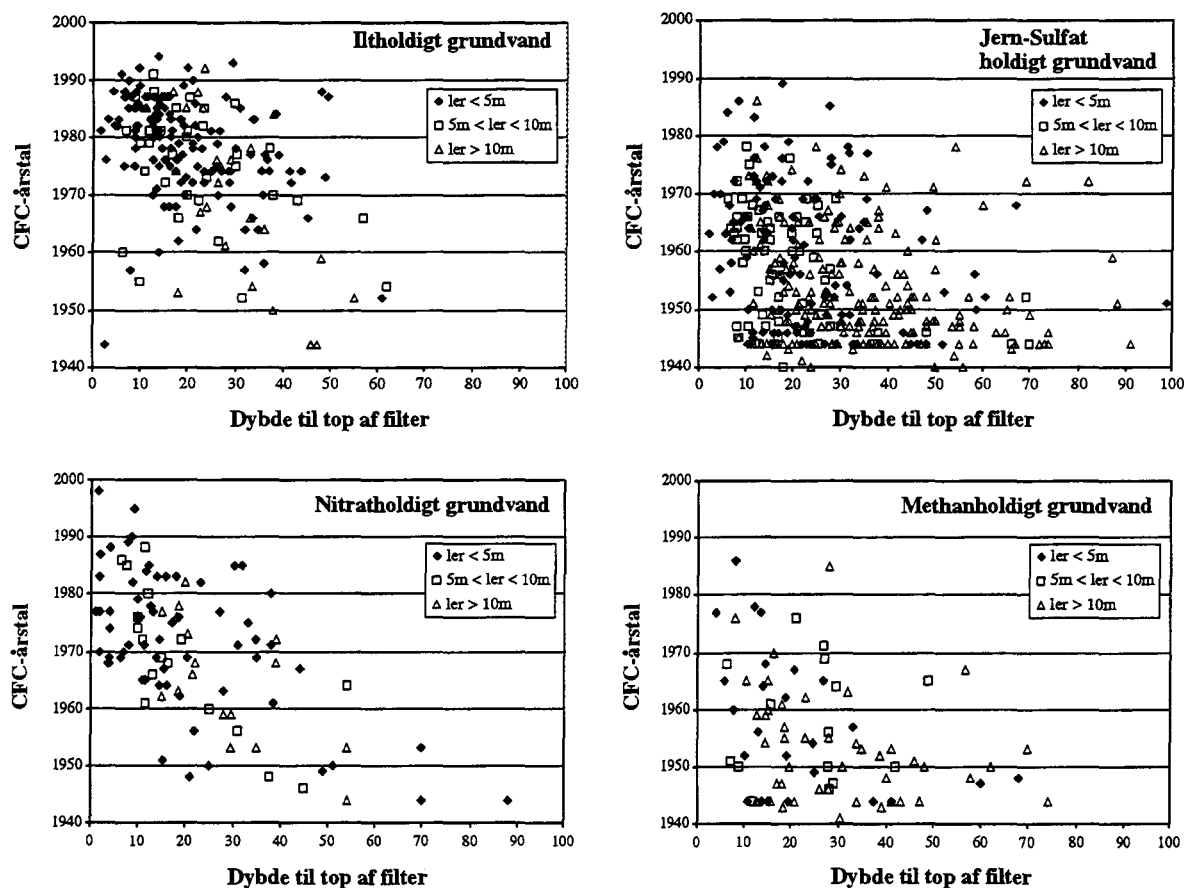 Iltholdigt grundvand
2000
1990
1980
1970
1960
1950
1940
CFC-årstal
ler < 5m
5m < ler < 10m
ler > 10m
0 10 20 30 40 50 60 70 80 90 100
Dybde til top af filter
Jern-Sulfat
holdigt grundvand
2000
1990
1980
1970
1960
1950
1940
CFC-årstal
ler < 5m
5m < ler < 10m
ler > 10m
0 10 20 30 40 50 60 70 80 90 100
Dybde til top af filter
Nitratholdigt grundvand
2000
1990
1980
1970
1960
1950
1940
CFC-årstal
ler < 5m
5m < ler < 10m
ler > 10m
0 10 20 30 40 50 60 70 80 90 100
Dybde til top af filter
Methanholdigt grundvand
2000
1990
1980
1970
1960
1950
1940
CFC-årstal
ler < 5m
5m < ler < 10m
ler > 10m
0 10 20 30 40 50 60 70 80 90 100
Dybde til top af filter